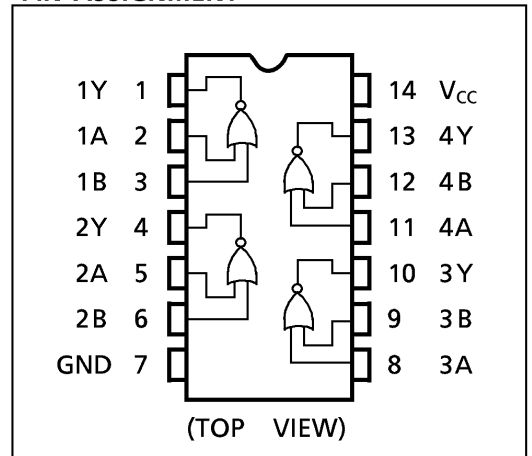 1Y 1 14 VCC
1A 2 13 4Y
1B 3 12 4B
2Y 4 11 4A
2A 5 10 3Y
2B 6 9 3B
GND 7 8 3A
(TOP VIEW)